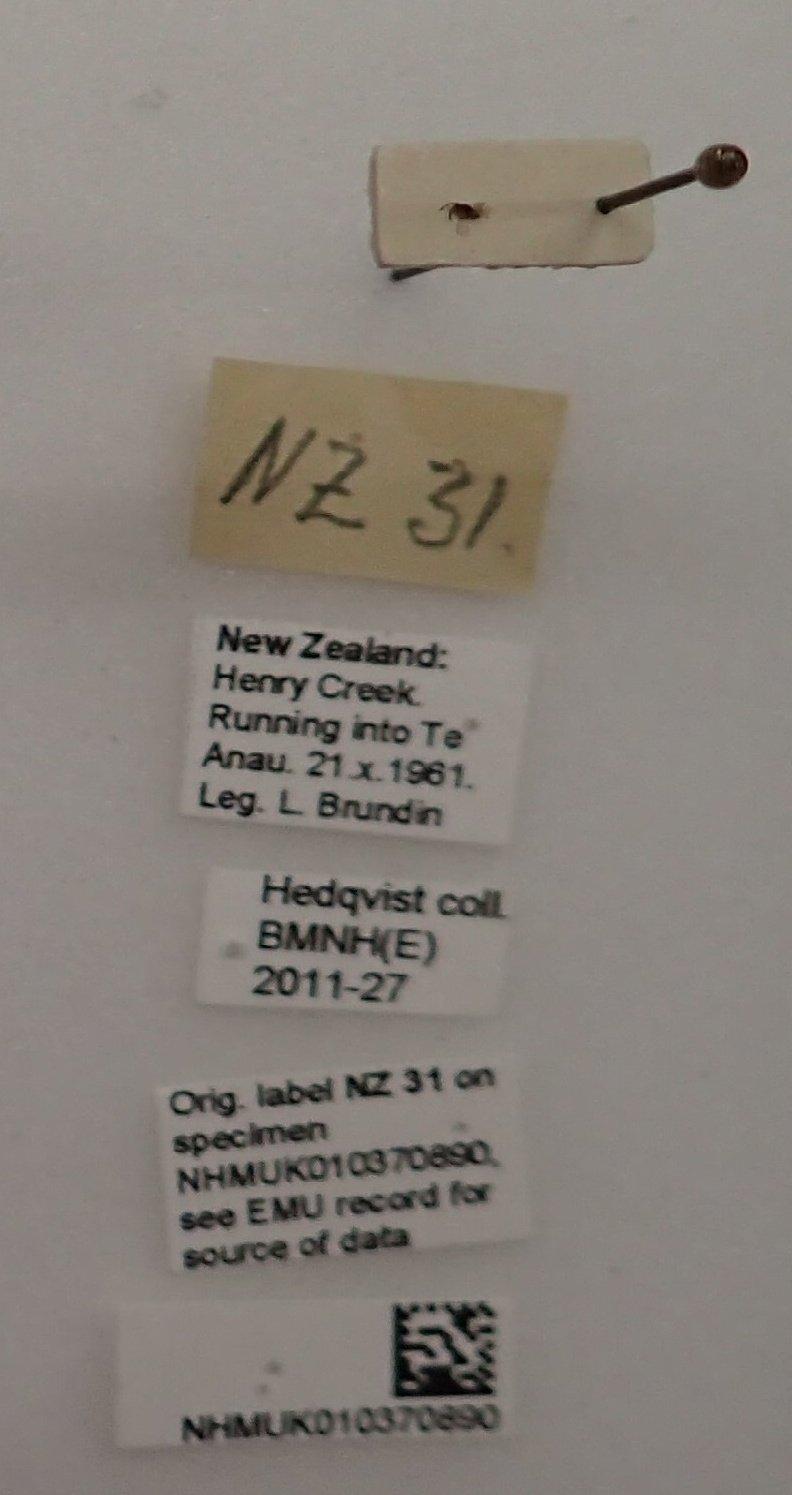 NZ 31.
New Zealand:
Henry Creek.
Running into Te
Anau. 21.x.1961.
Leg. L. Brundin
Hedqvist coll.
BMNH(E)
2011-27
Orig. label NZ 31 on
specimen
NHMUK010370890,
see EMU record for
source of data
NHMUK010370890